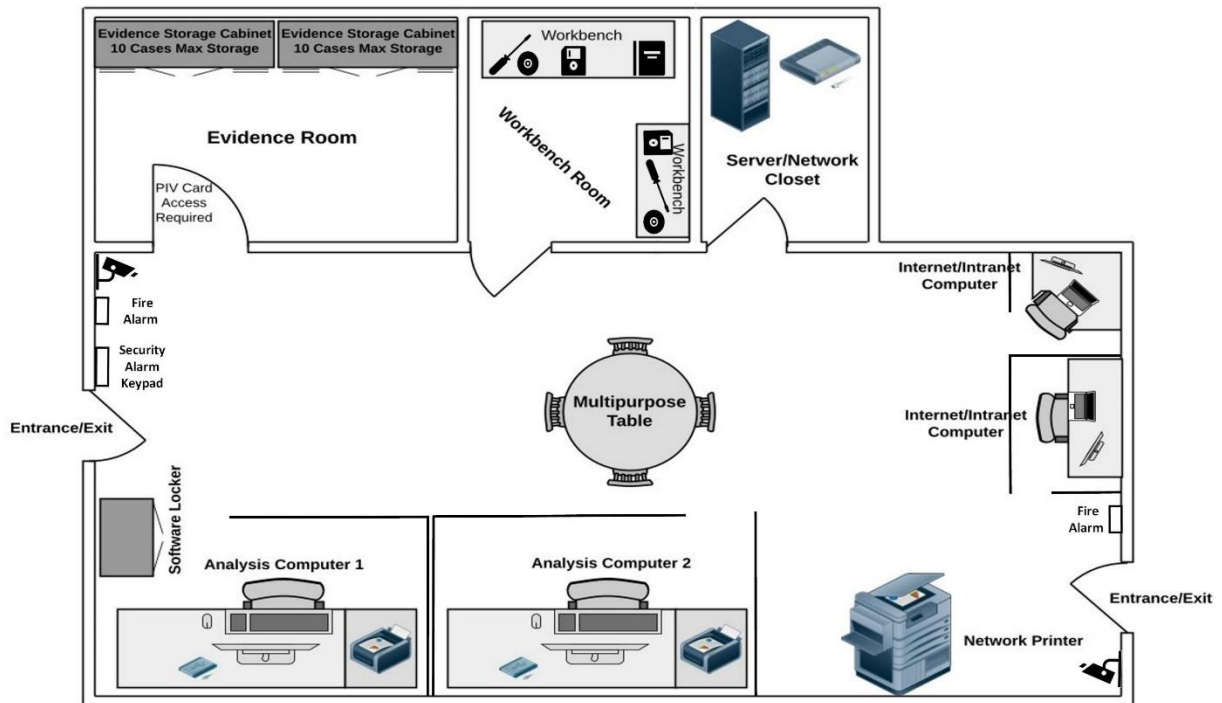 Evidence Storage Cabinet
10 Cases Max Storage
Evidence Storage Cabinet
10 Cases Max Storage
Workbench
Evidence Room
Workbench Room
Workbench
Server/Network
Closet
PIV Card
Access
Required
Fire
Alarm
Security
Alarm
Keypad
Internet/Intranet
Computer
Multipurpose
Table
Internet/Intranet
Computer
Entrance/Exit
Software Locker
Fire
Alarm
Analysis Computer 1
Analysis Computer 2
Entrance/Exit
Network Printer